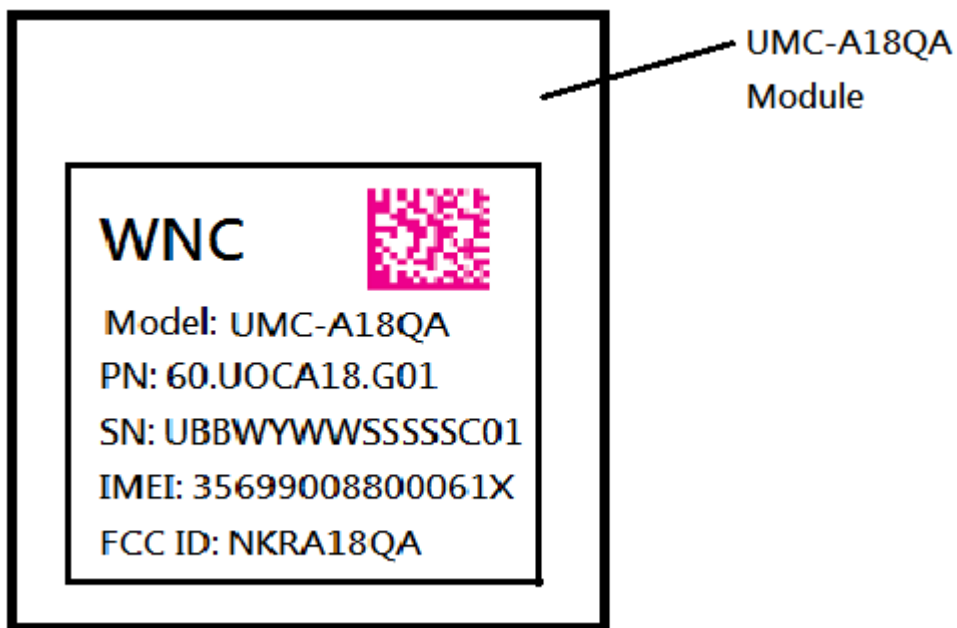 UMC-A18QA
Module
WNC
Model: UMC-A18QA
PN: 60.UOCA18.G01
SN: UBBWYWWSSSSSC01
IMEI: 35699008800061X
FCC ID: NKRA18QA